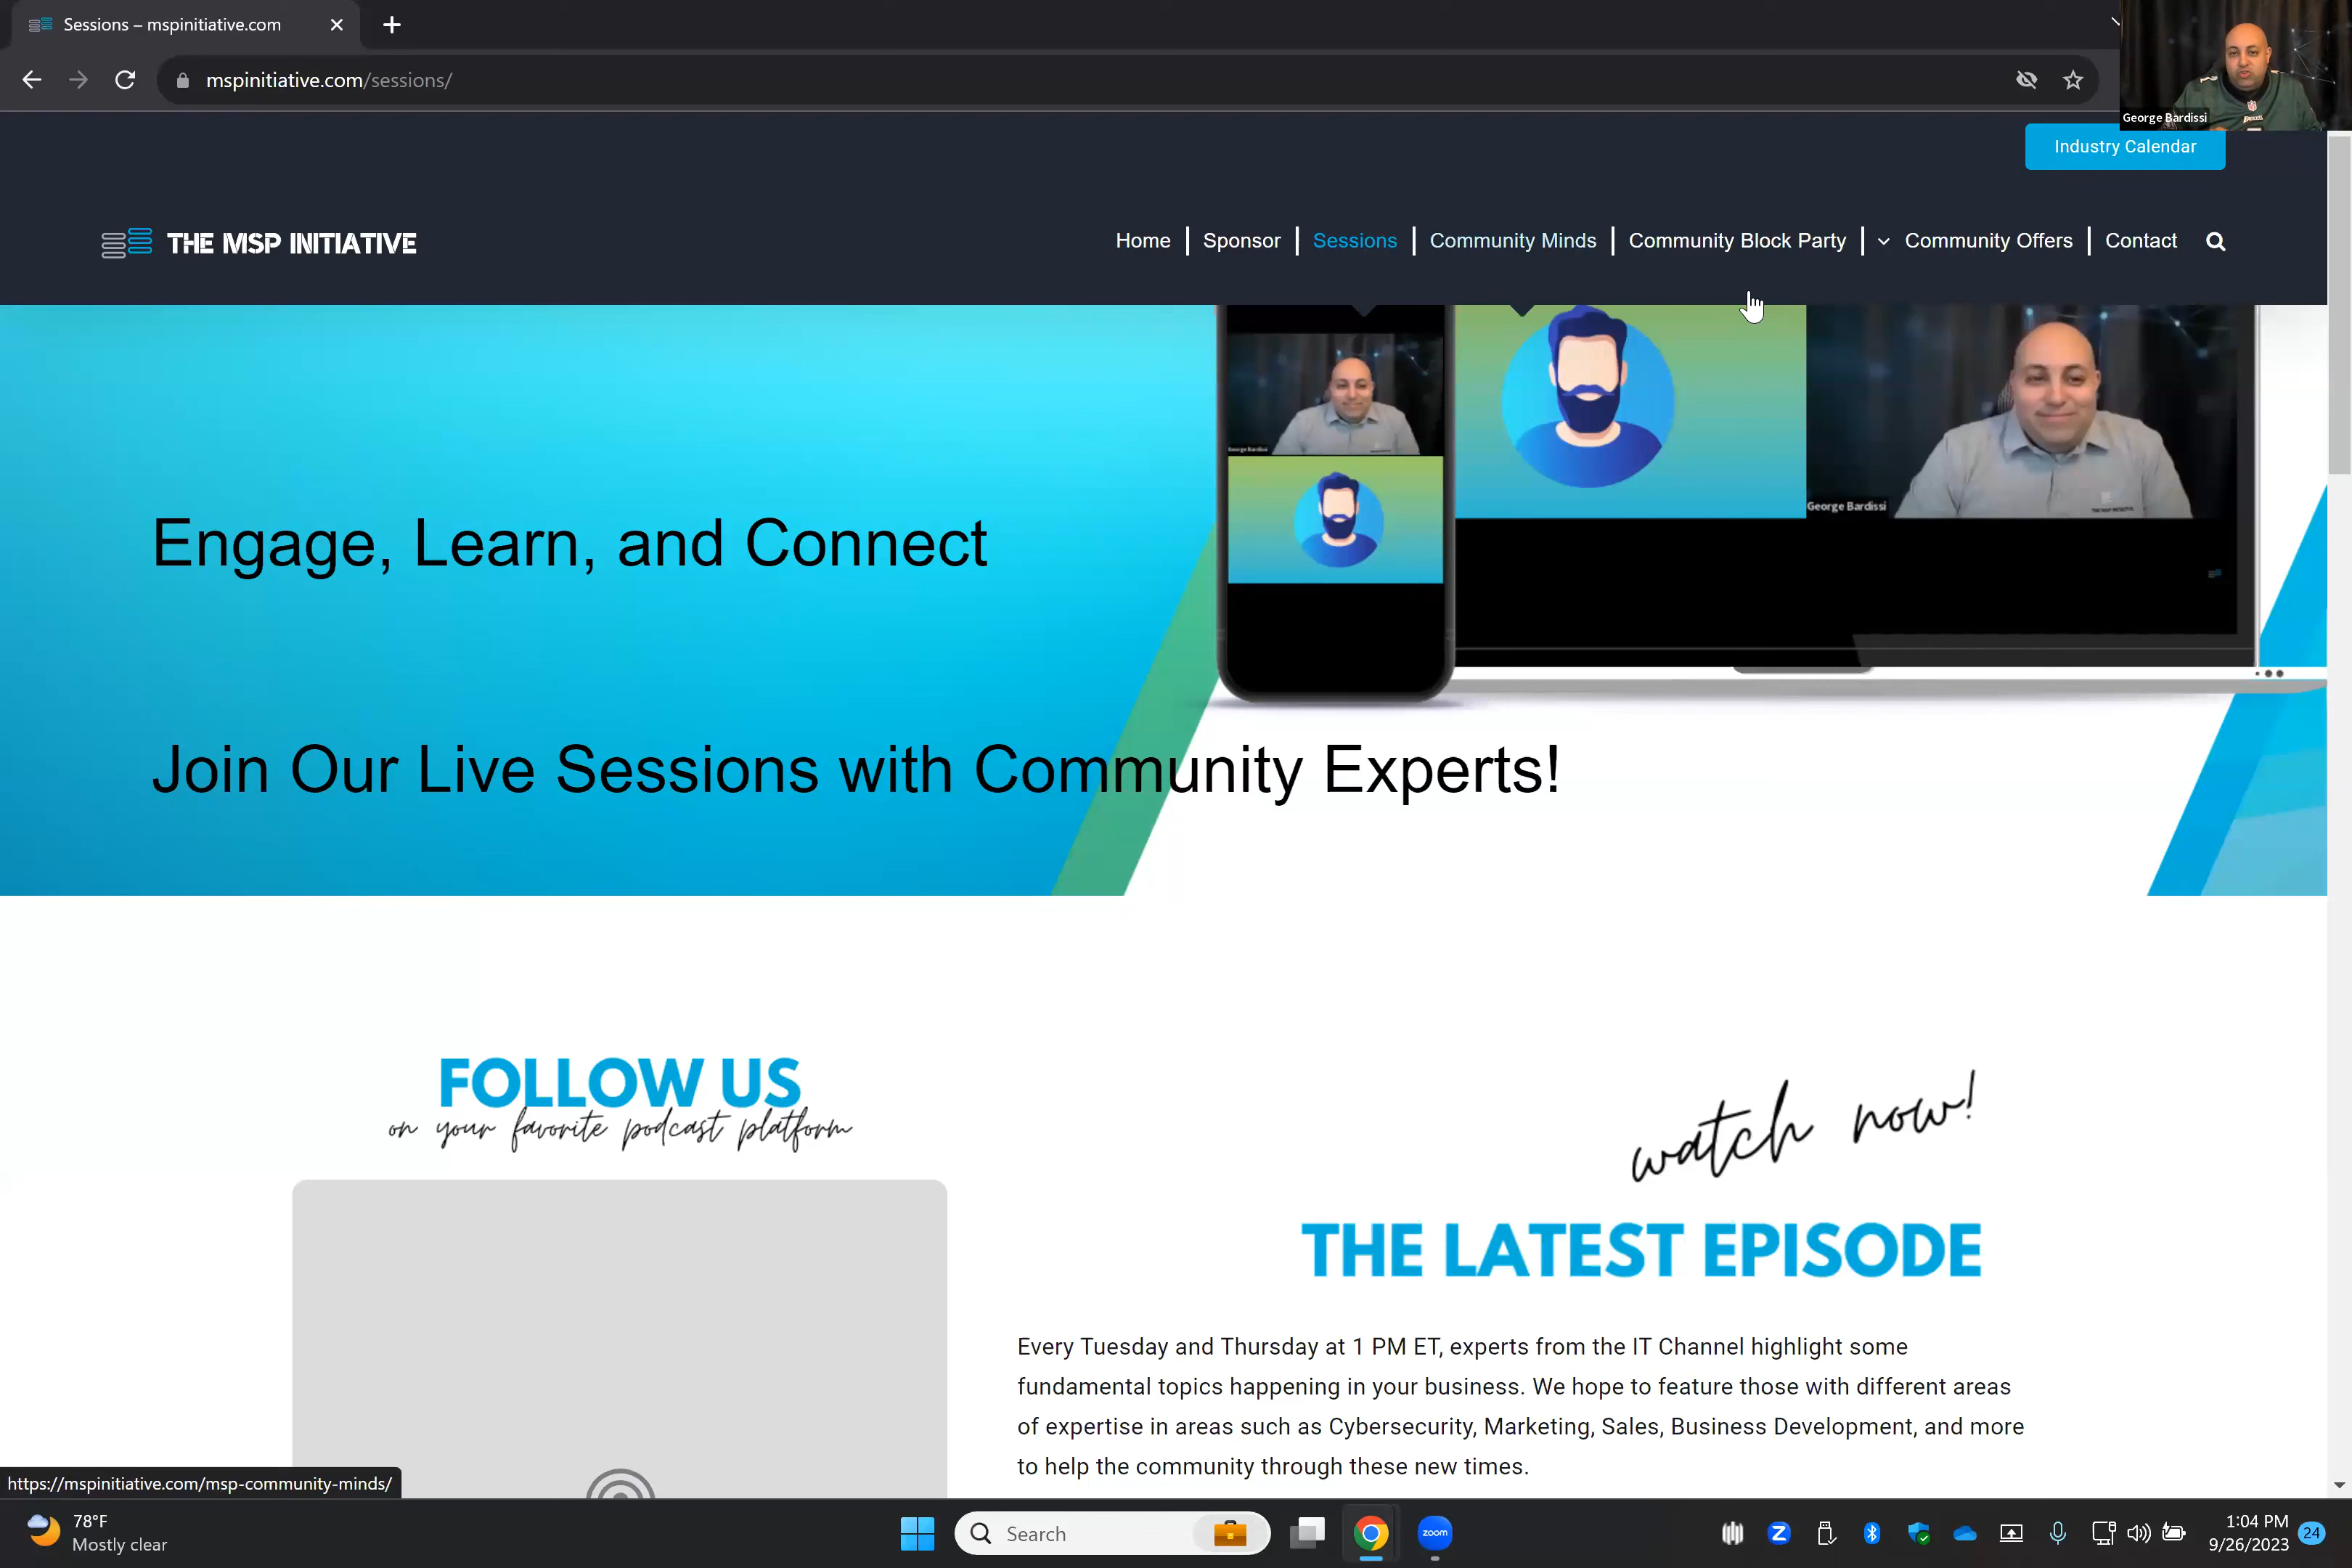 Sessions – mspinitiative.com
mspinitiative.com/sessions/
George Bardissi
Industry Calendar
THE MSP INITIATIVE
Home
Sponsor
Sessions
Community Minds
Community Block Party
Community Offers
Contact
George Bardissi
George Bardissi
Engage, Learn, and Connect
Join Our Live Sessions with Community Experts!
FOLLOW US
on your favorite podcast platform
watch now!
THE LATEST EPISODE
Every Tuesday and Thursday at 1 PM ET, experts from the IT Channel highlight some
fundamental topics happening in your business. We hope to feature those with different areas
of expertise in areas such as Cybersecurity, Marketing, Sales, Business Development, and more
to help the community through these new times.
https://mspinitiative.com/msp-community-minds/
78°F
Mostly clear
Search
zoom
Z
1:04 PM
9/26/2023
24